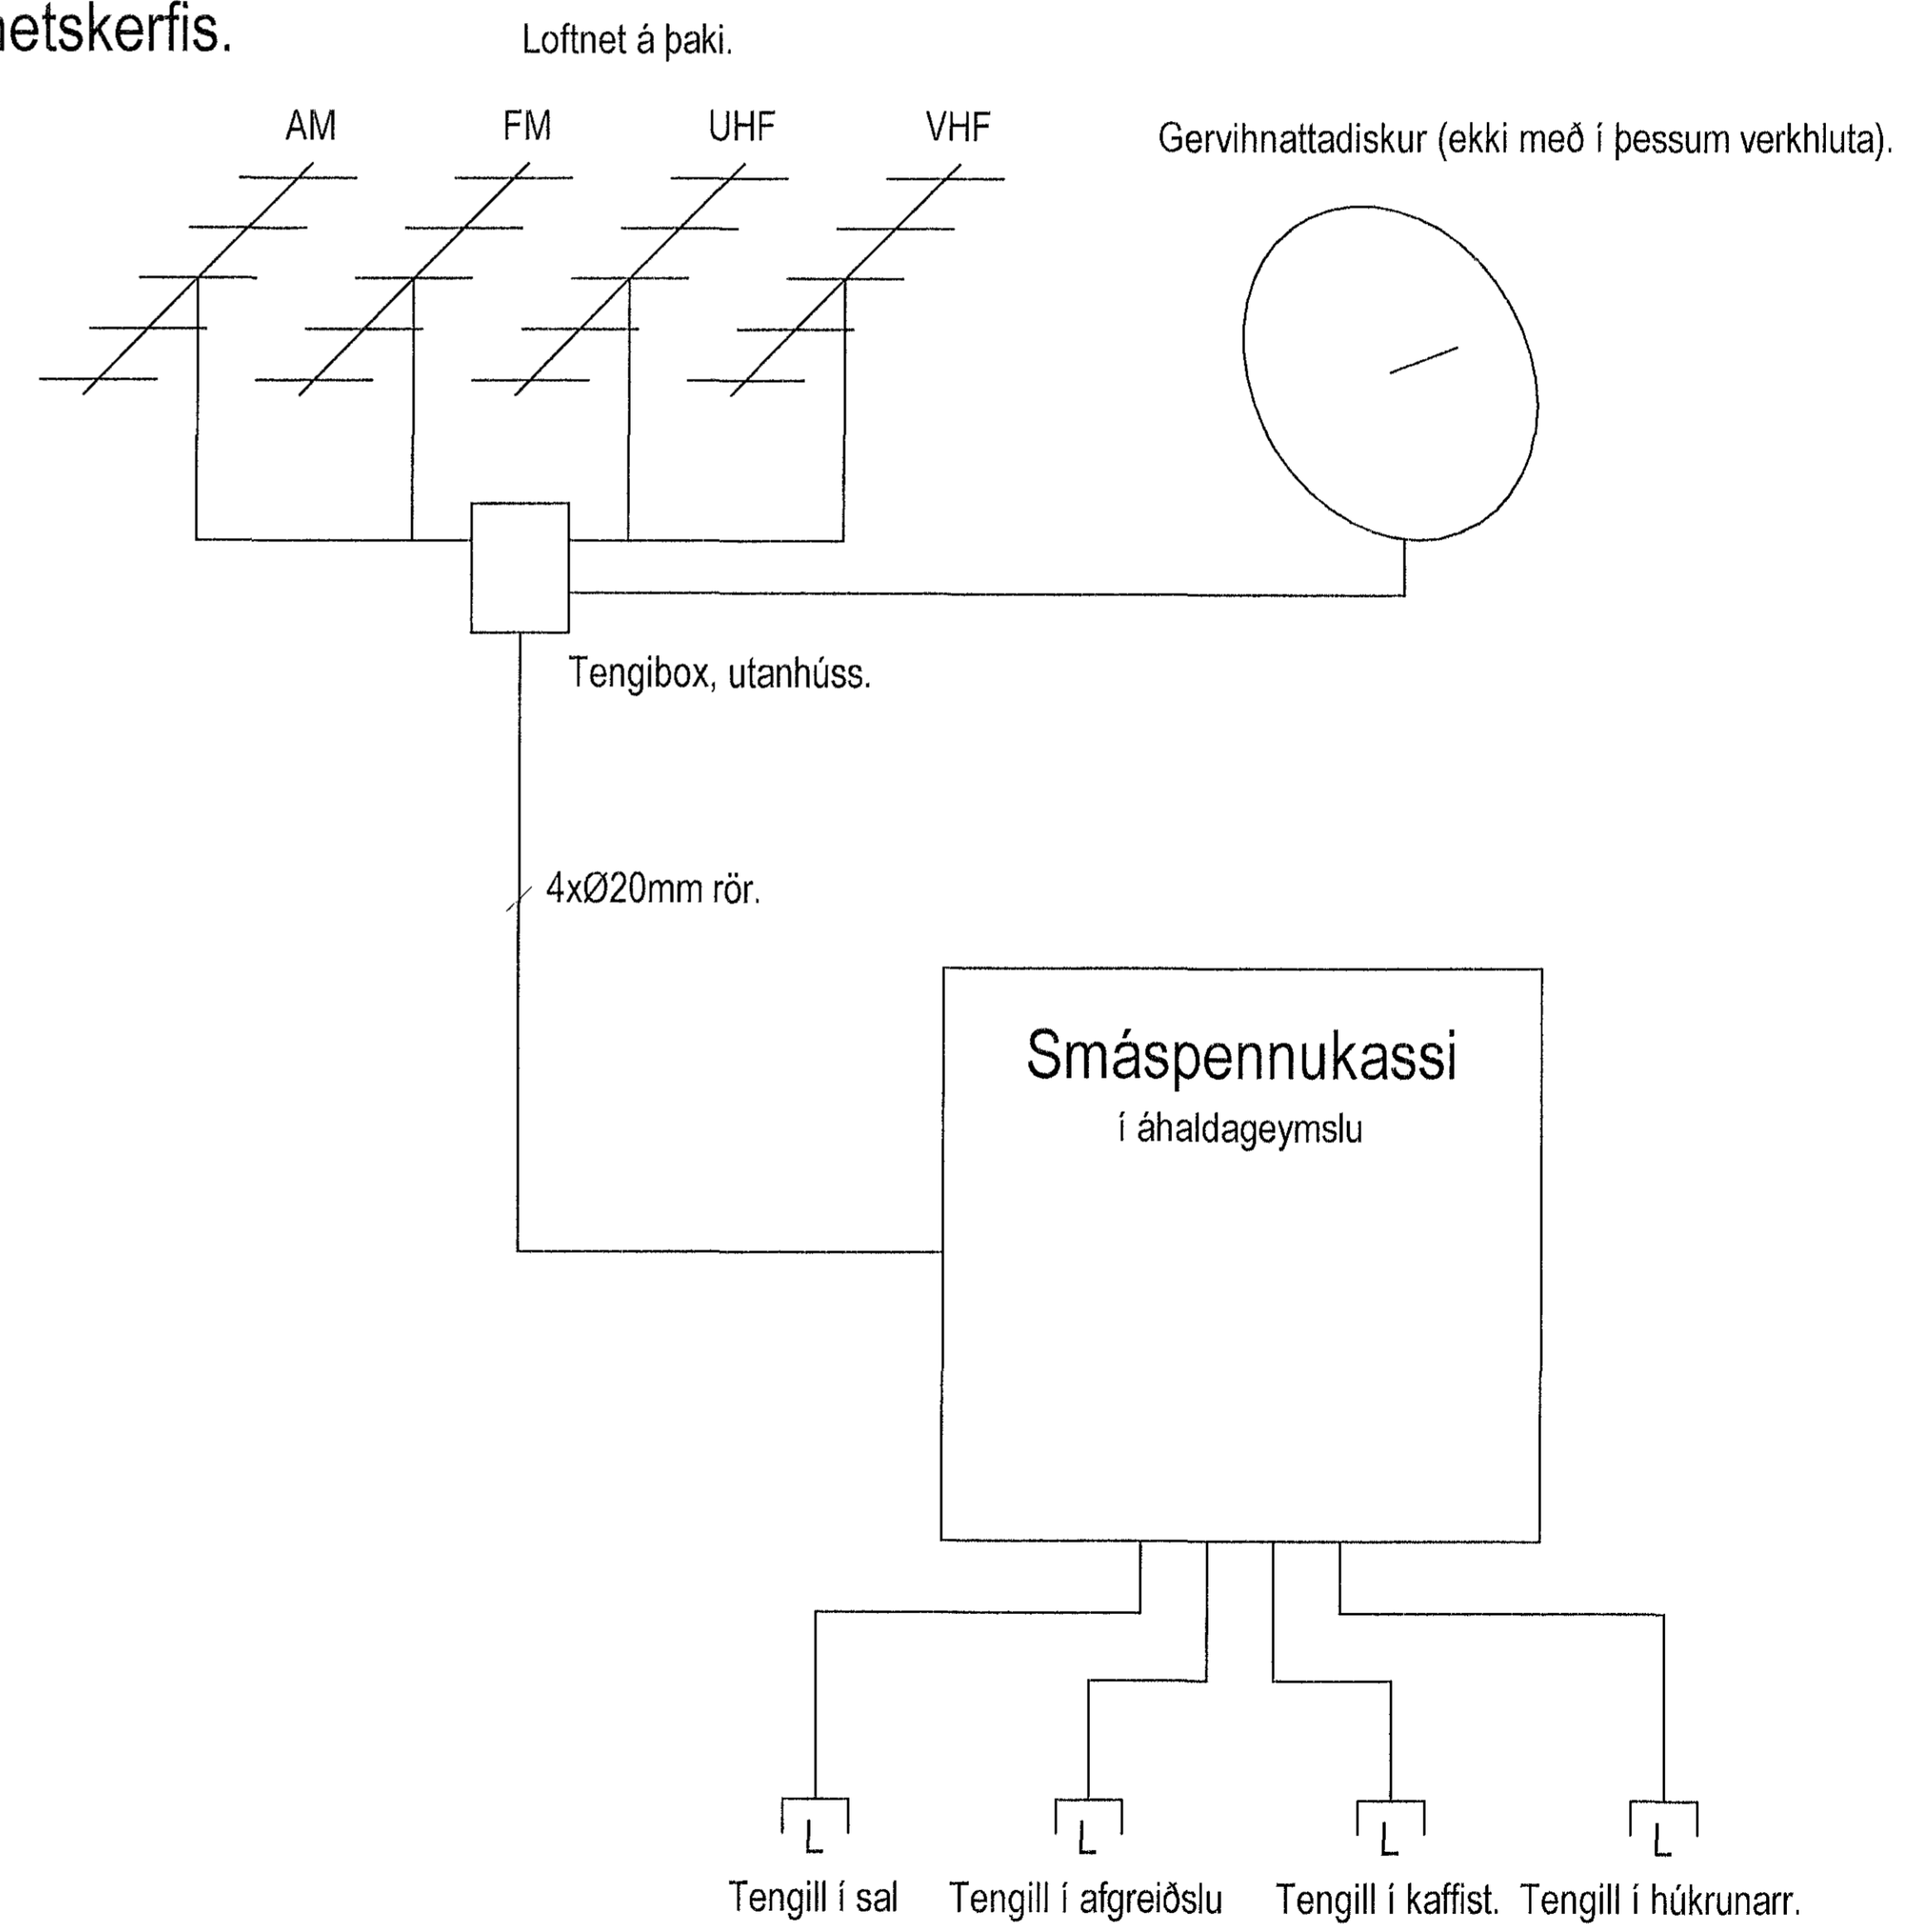 netskerfis.
Loftnet á þaki.
AM
FM
UHF
VHF
Gervihnattadiskur (ekki með í þessum verkhluta).
Tengibox, utanhúss.
4xØ20mm rör.
Smáspennukassi
í áhaldageymslu
L
L
L
L
Tengill í sal
Tengill í afgreiðslu
Tengill í kaffist.
Tengill í húkrunarr.